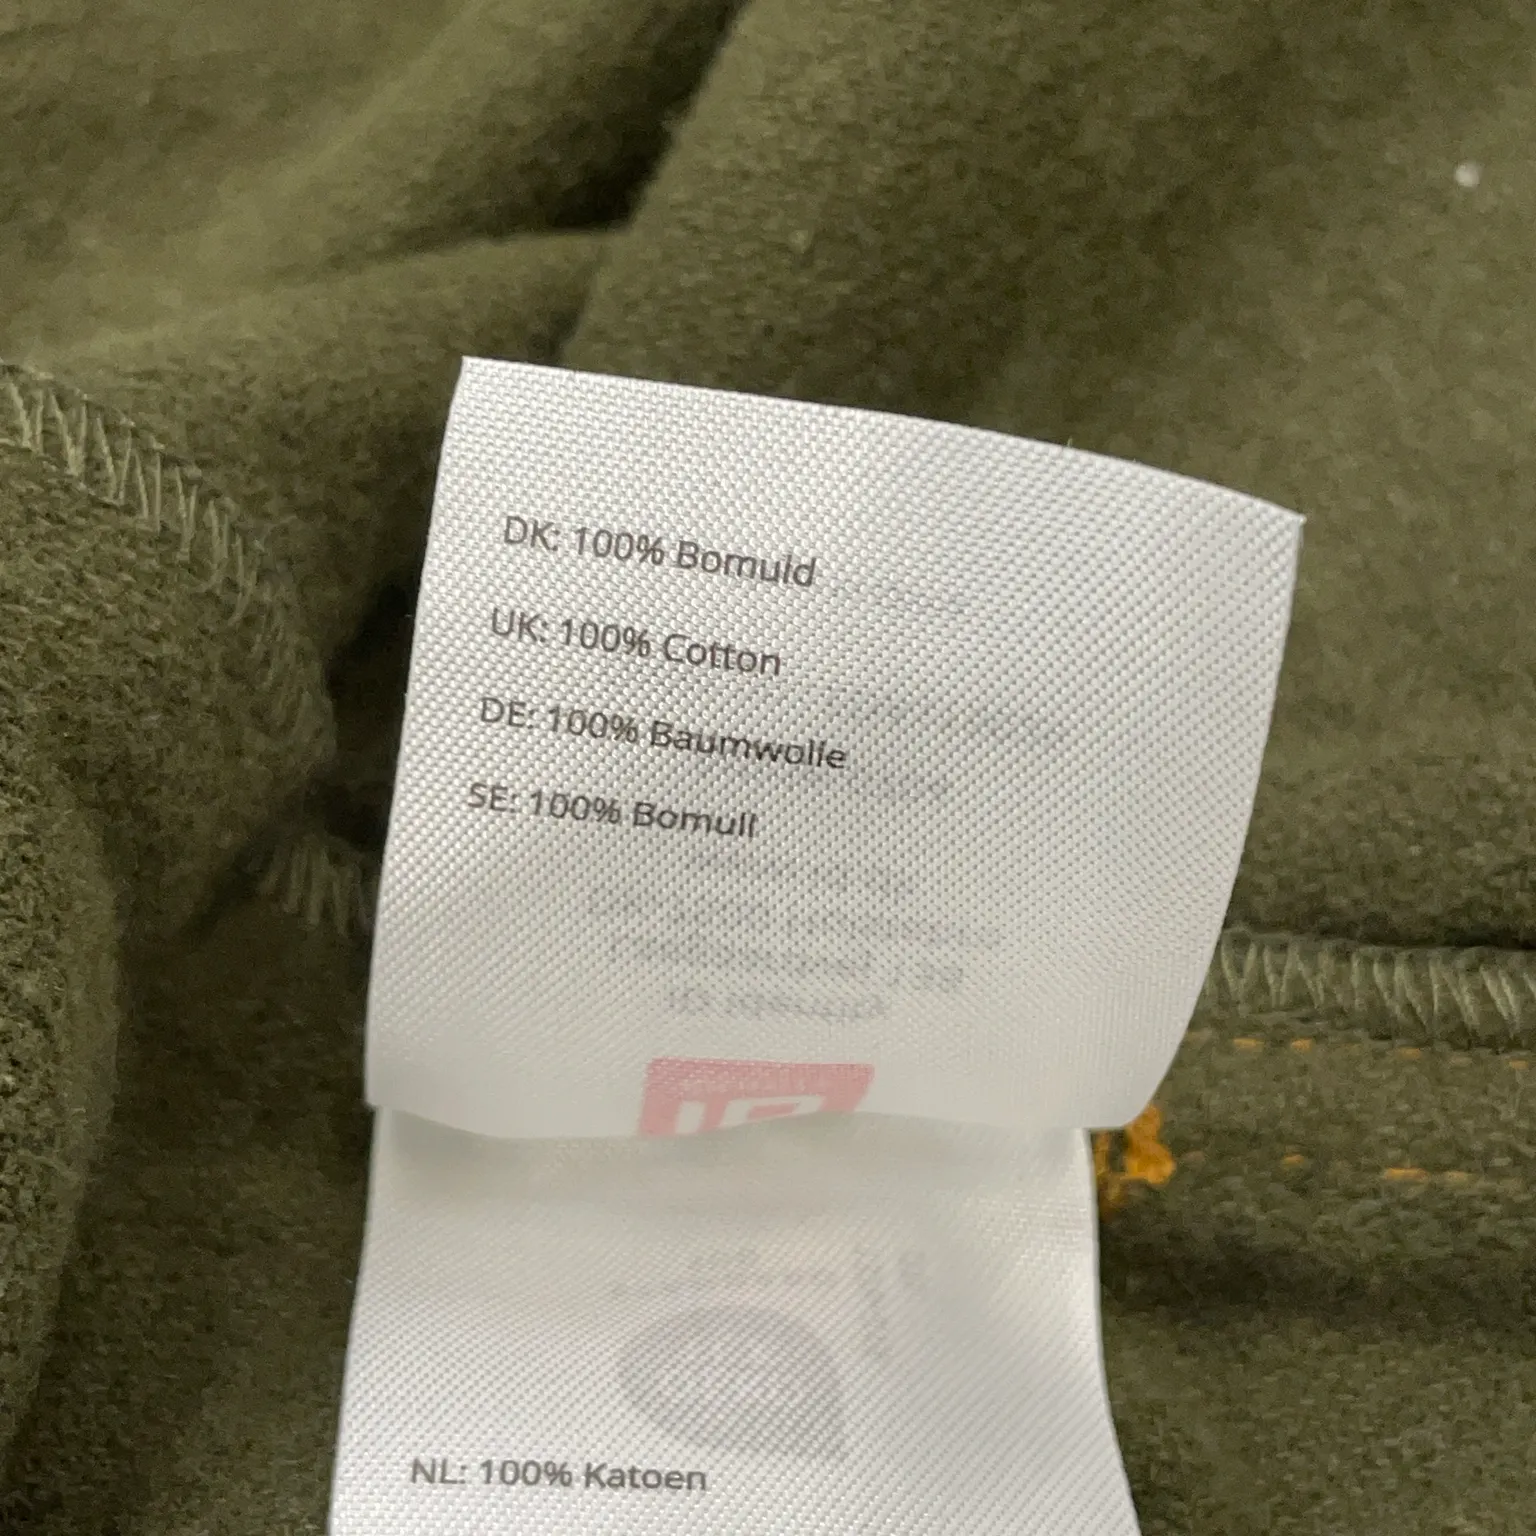 DK: 100% Bomuld
UK: 100% Cotton
DE: 100% Baumwolle
SE: 100% Bomull
NL: 100% Katoen